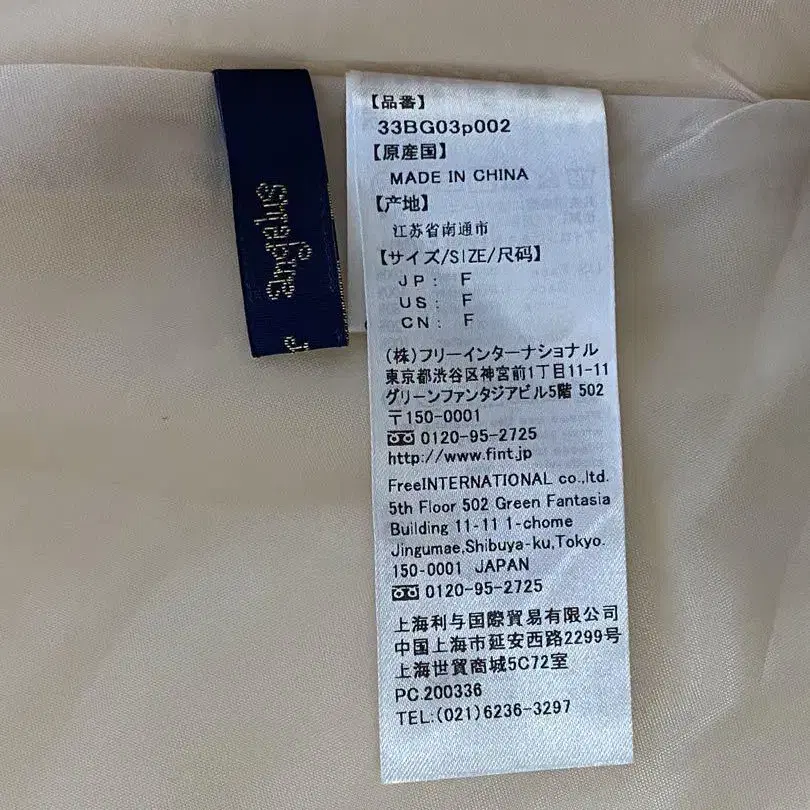 【品番】
33BG03p002
【原産国】
MADE IN CHINA
【产地】
江苏省南通市
【サイズ/SIZE/尺码】
JP: F
US: F
CN: F
(株)フリーインターナショナル
東京都渋谷区神宮前1丁目11-11
グリーンファンタジアビル5階 502
〒150-0001
0120-95-2725
http://www.fint.jp
FreeINTERNATIONAL co.,ltd.
5th Floor 502 Green Fantasia
Building 11-11 1-chome
Jingumae,Shibuya-ku,Tokyo.
150-0001 JAPAN
0120-95-2725
上海利与国際貿易有限公司
中国上海市延安西路2299号
上海世貿商城5C72室
PC.200336
TEL:(021)6236-3297